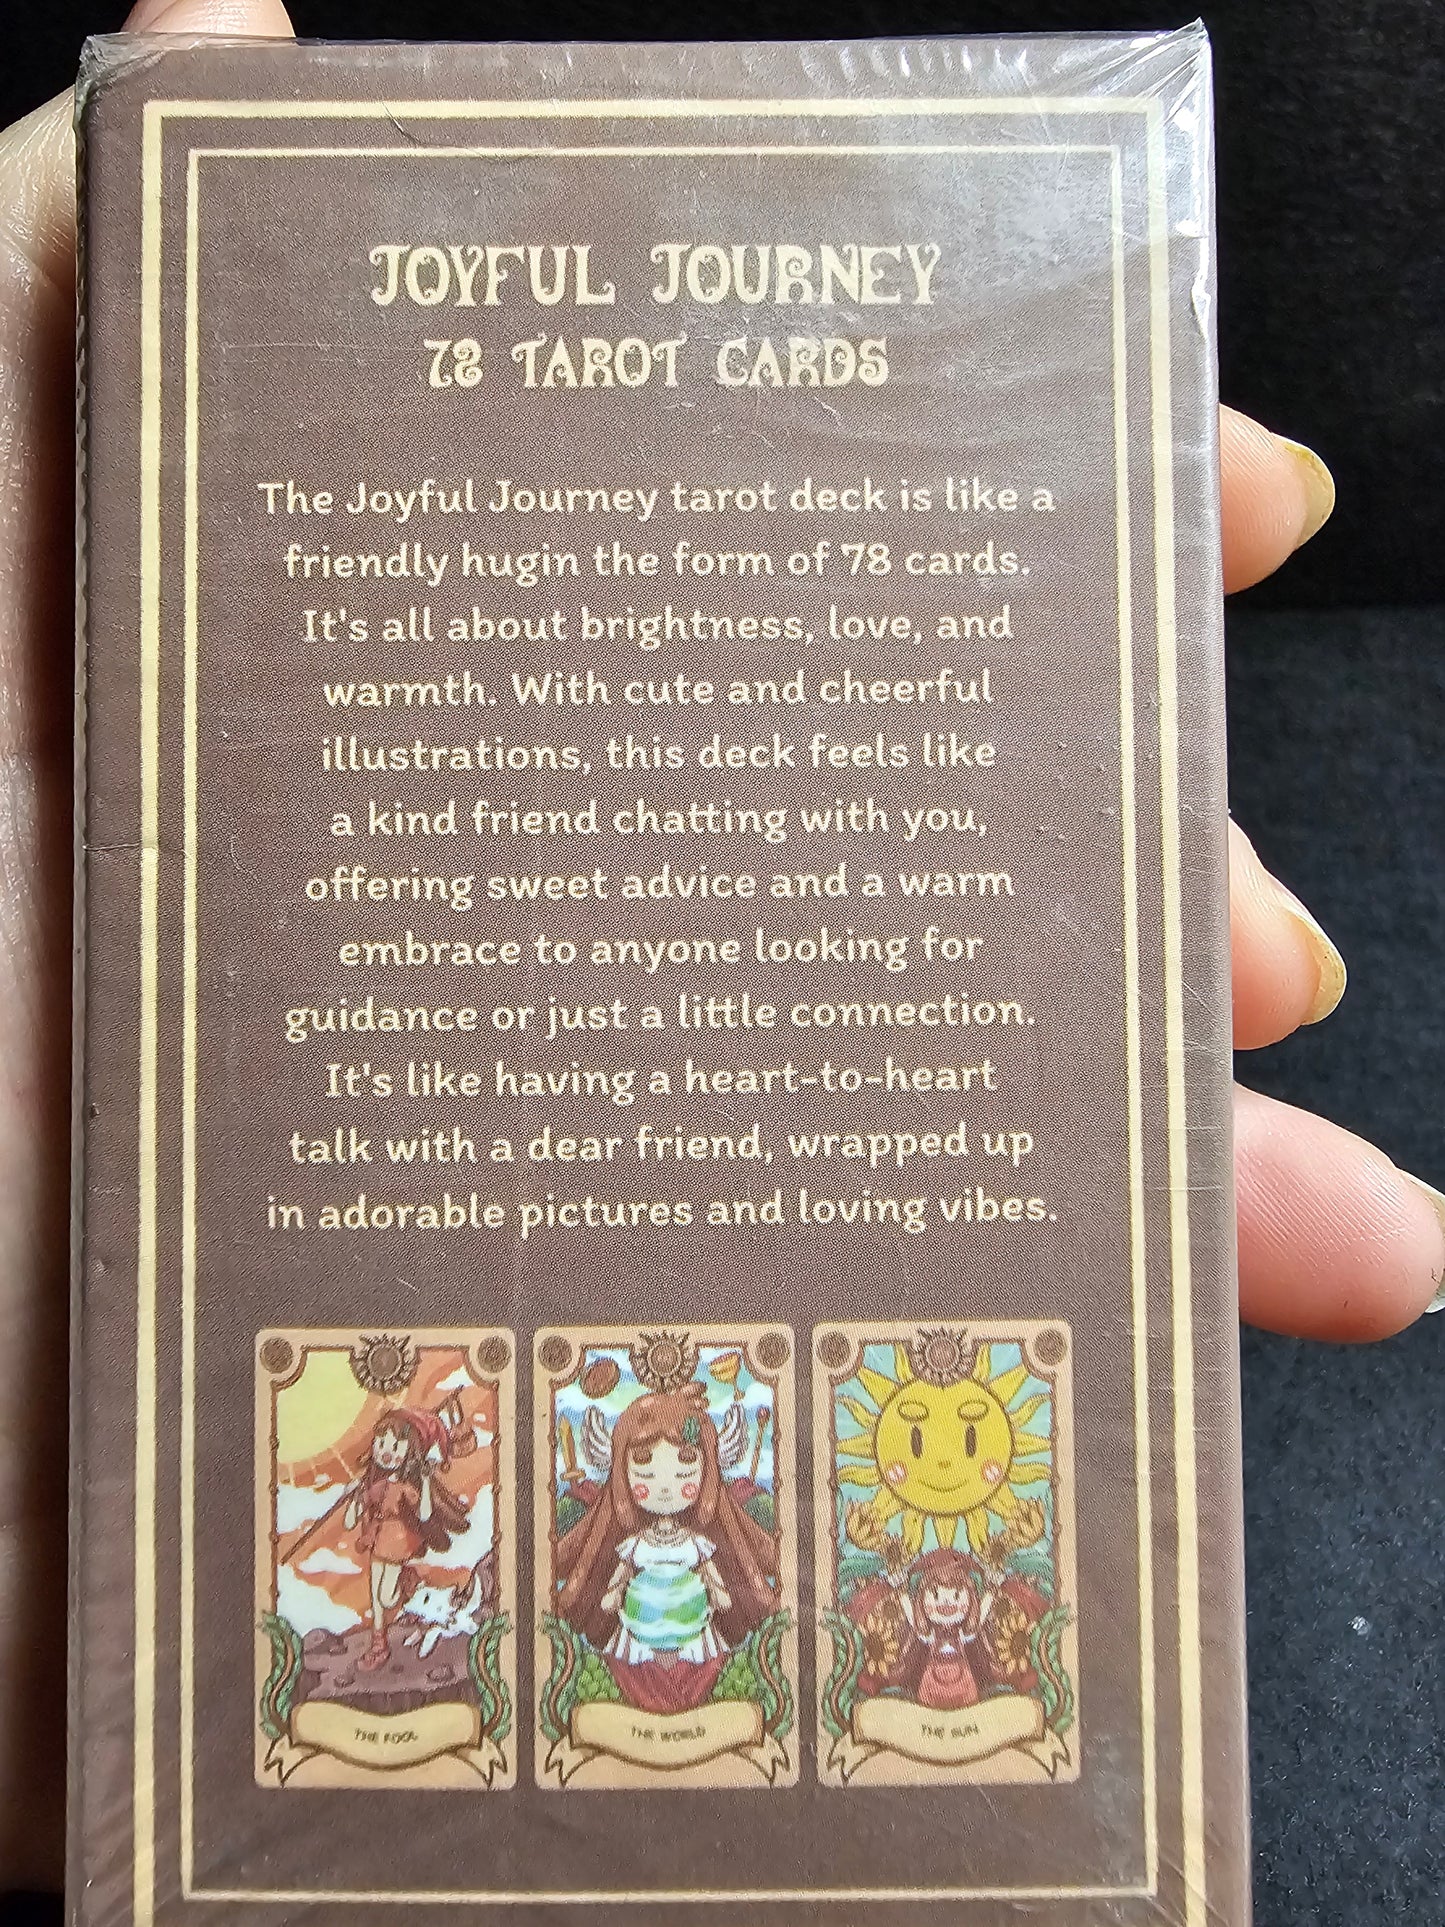 JOYFUL JOURNEY
78 TAROT CARDS
The Joyful Journey tarot deck is like a
friendly hugin the form of 78 cards.
It's all about brightness, love, and
warmth. With cute and cheerful
illustrations, this deck feels like
a kind friend chatting with you,
offering sweet advice and a warm
embrace to anyone looking for
guidance or just a little connection.
It's like having a heart-to-heart
talk with a dear friend, wrapped up
in adorable pictures and loving vibes.
THE FOOL
THE WORLD
THE SUN